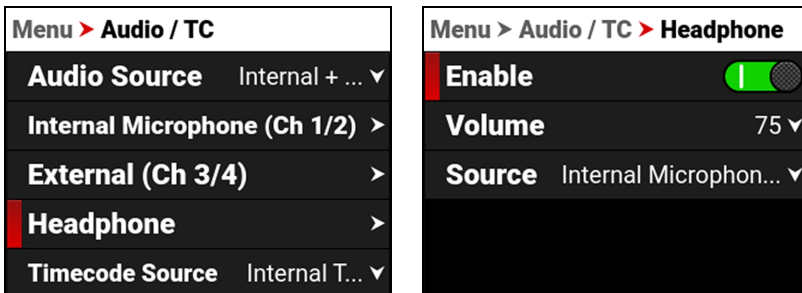 Menu > Audio / TC
Audio Source Internal + ...
Internal Microphone (Ch 1/2) >
External (Ch 3/4) >
Headphone >
Timecode Source Internal T...
Menu > Audio / TC > Headphone
Enable
Volume 75
Source Internal Microphon...